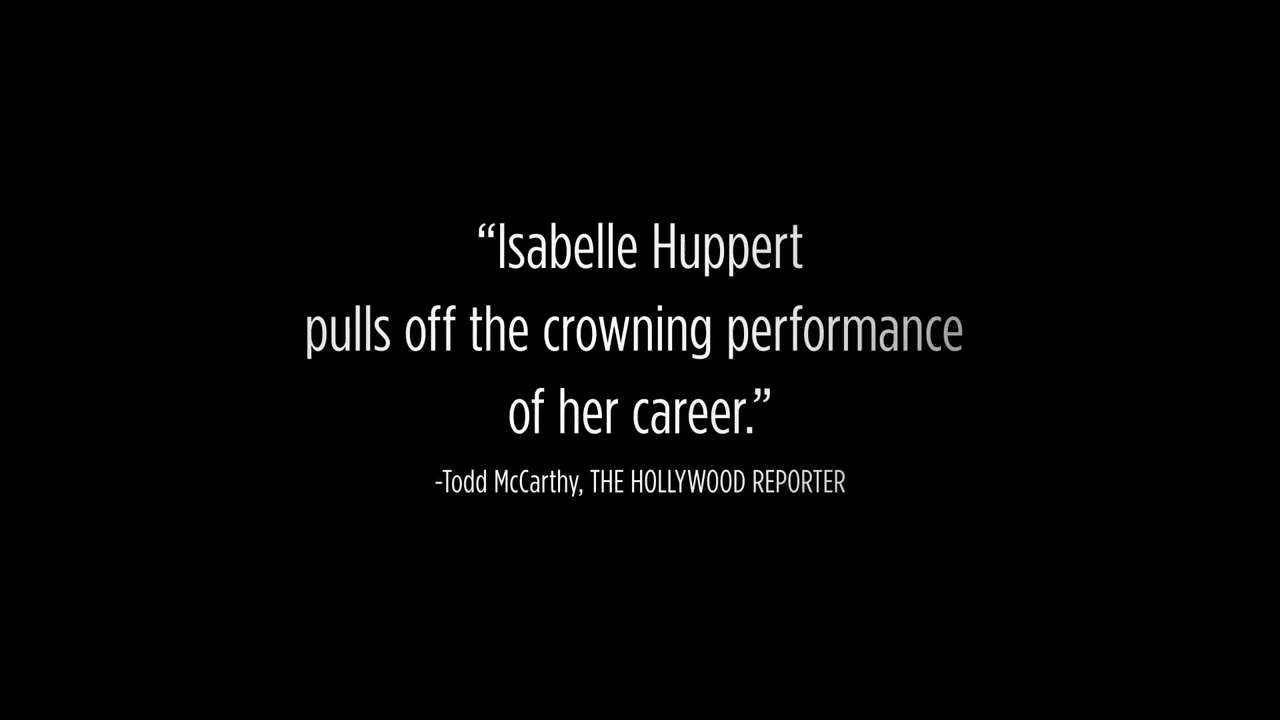 “Isabelle Huppert
pulls off the crowning performance
of her career.”
-Todd McCarthy, THE HOLLYWOOD REPORTER